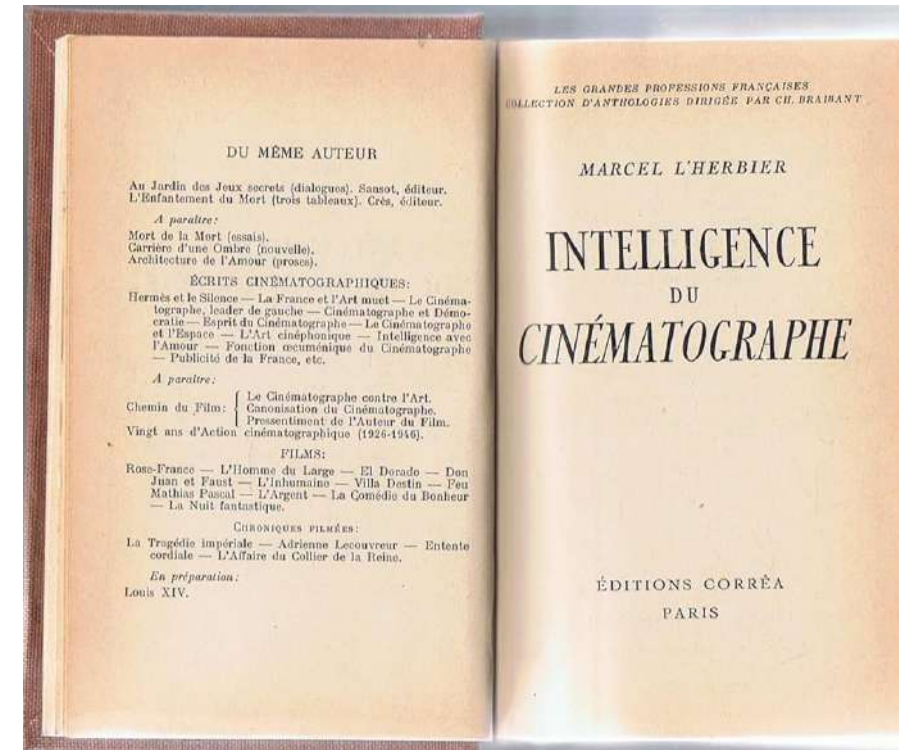 DU MÊME AUTEUR
Au Jardin des Jeux secrets (dialogues). Sansot, éditeur.
L'Enfantement du Mort (trois tableaux). Crès, éditeur.
A paraître:
Mort de la Mort (essais).
Carrière d'une Ombre (nouvelle).
Architecture de l'Amour (proses).
ÉCRITS CINÉMATOGRAPHIQUES:
Hermès et le Silence — La France et l'Art muet — Le Cinéma-
tographe, leader de gauche — Cinématographe et Démo-
cratie — Esprit du Cinématographe — Le Cinématographe
et l'Espace — L'Art cinéphonique — Intelligence avec
l'Amour — Fonction œcuménique du Cinématographe
— Publicité de la France, etc.
A paraître:
Le Cinématographe contre l'Art.
Chemin du Film: { Canonisation du Cinématographe.
Pressentiment de l'Auteur du Film.
Vingt ans d'Action cinématographique (1926-1946).
FILMS:
Rose-France — L'Homme du Large — El Dorado — Don
Juan et Faust — L'Inhumaine — Villa Destin — Feu
Mathias Pascal — L'Argent — La Comédie du Bonheur
— La Nuit fantastique.
CHRONIQUES FILMÉES:
La Tragédie impériale — Adrienne Lecouvreur — Entente
cordiale — L'Affaire du Collier de la Reine.
En préparation:
Louis XIV.
LES GRANDES PROFESSIONS FRANÇAISES
COLLECTION D'ANTHOLOGIES DIRIGÉE PAR CH. BRAIBANT
MARCEL L'HERBIER
INTELLIGENCE
DU
CINÉMATOGRAPHE
ÉDITIONS CORRÊA
PARIS